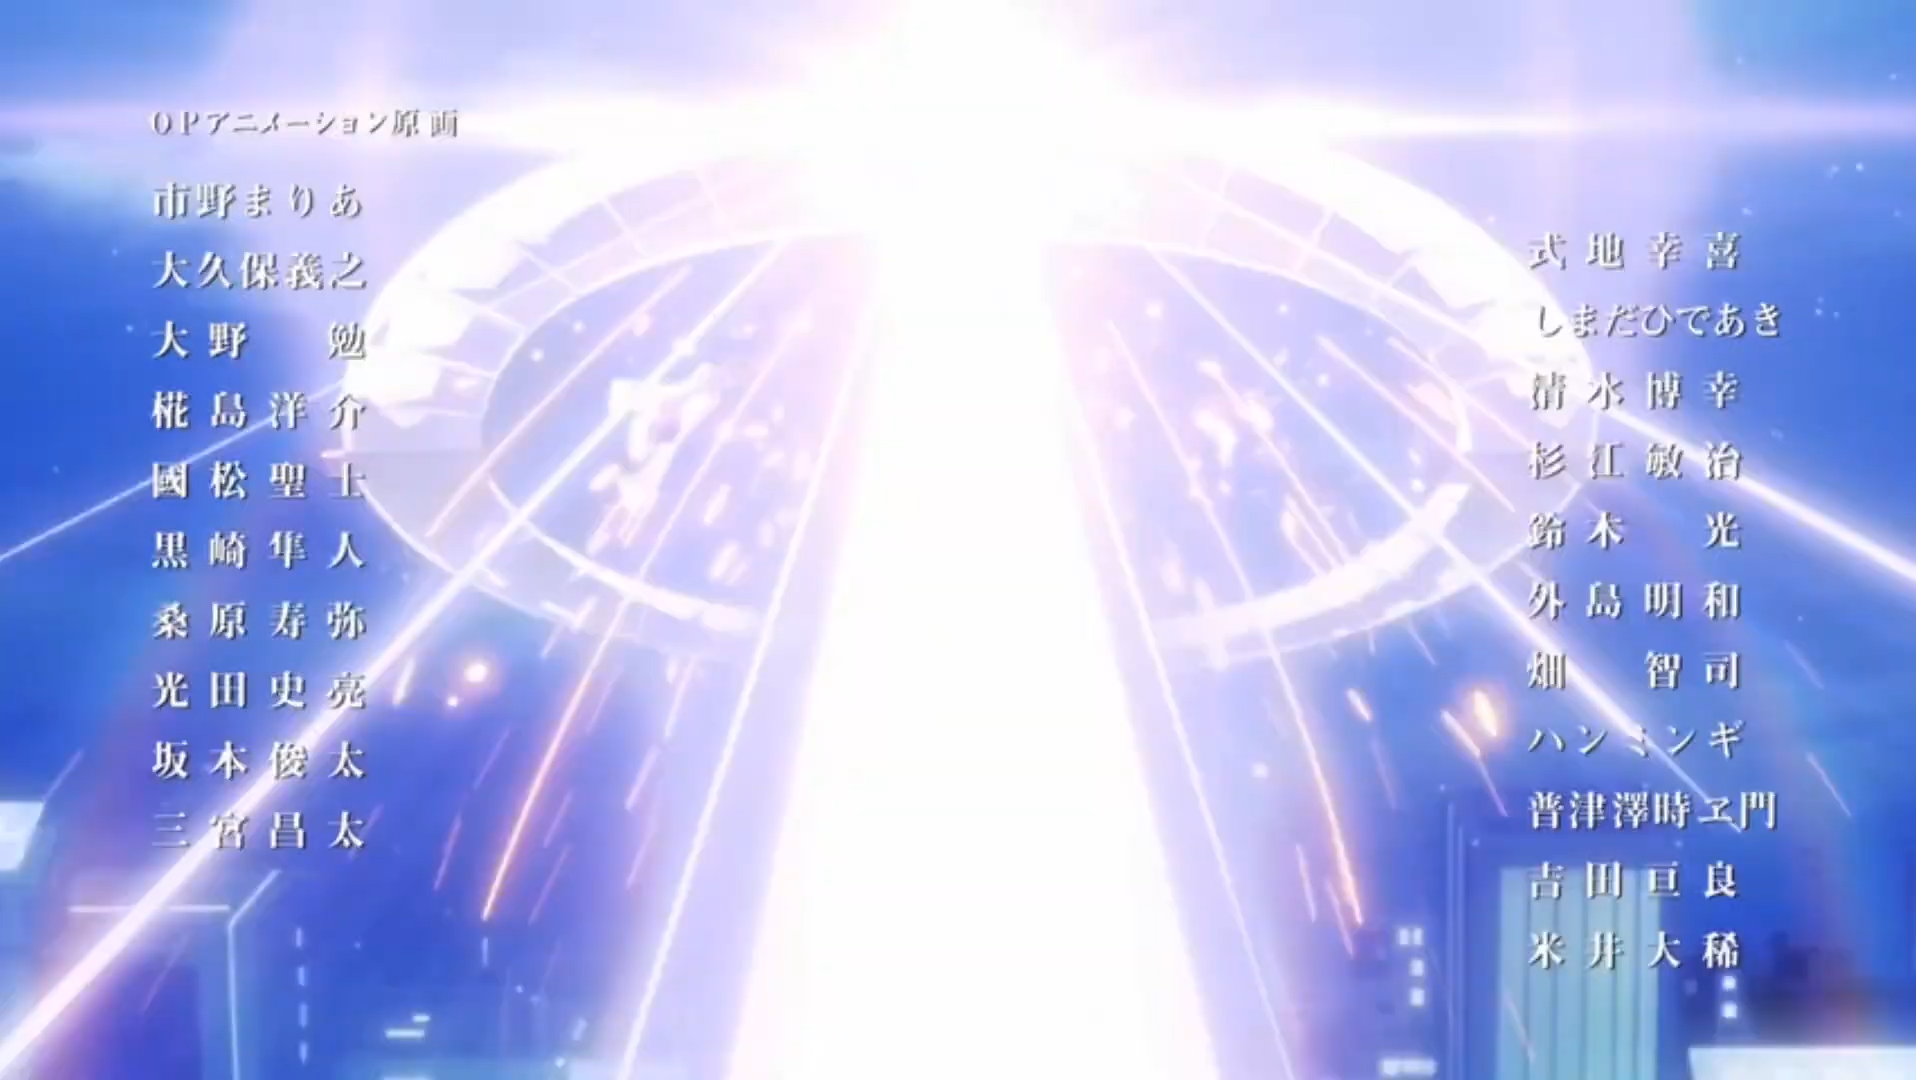 OPアニメーション原画
市野まりあ
大久保義之
大野 勉
椛島洋介
國松聖士
黒崎隼人
桑原寿弥
光田史亮
坂本俊太
三宮昌太
式地幸喜
しまだひであき
清水博幸
杉江敏治
鈴木 光
外島明和
畑 智司
ハンミンギ
普津澤時ヱ門
吉田亘良
米井大稀